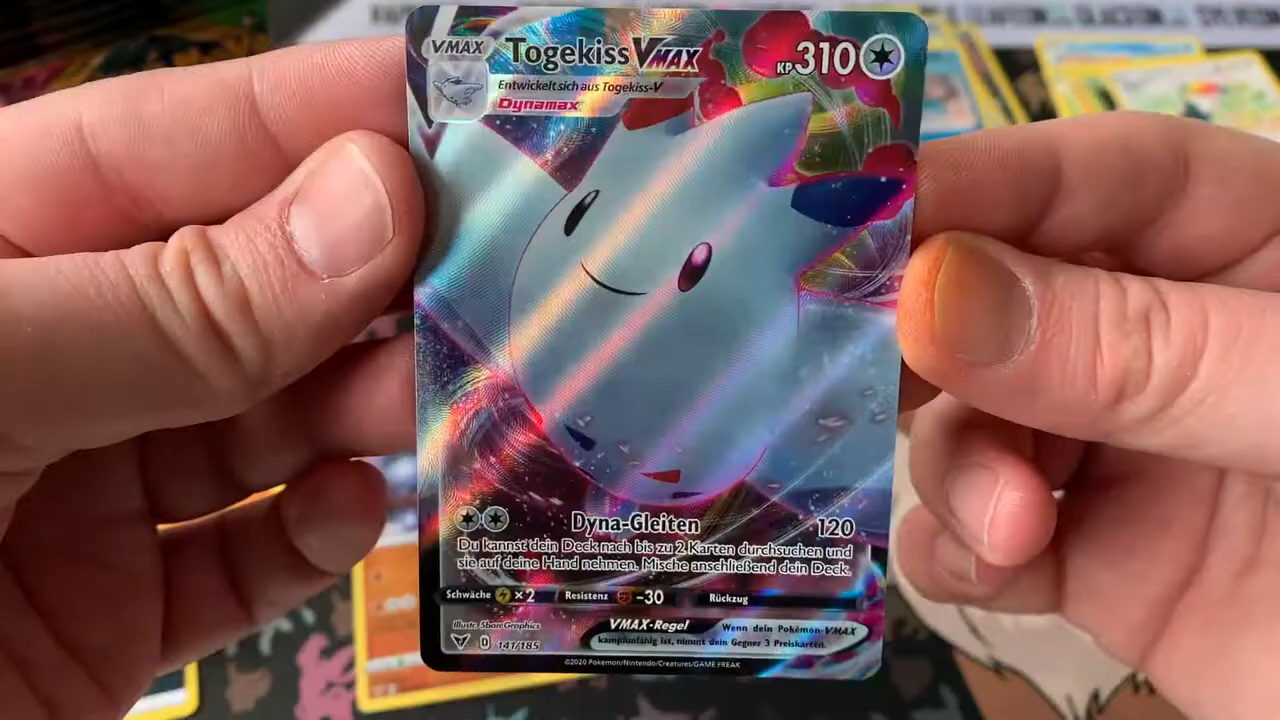 VMAX Togekiss VMAX KP 310
Entwickelt sich aus Togekiss-V
Dynamax
Dyna-Gleiten 120
Du kannst dein Deck nach bis zu 2 Karten durchsuchen und
sie auf deine Hand nehmen. Mische anschließend dein Deck.
Schwäche ×2 Resistenz -30 Rückzug
Illustr. 5ban Graphics
VMAX-Regel Wenn dein Pokémon-VMAX
kampfunfähig ist, nimmt dein Gegner 3 Preiskarten.
D 141/185
©2020 Pokémon/Nintendo/Creatures/GAME FREAK